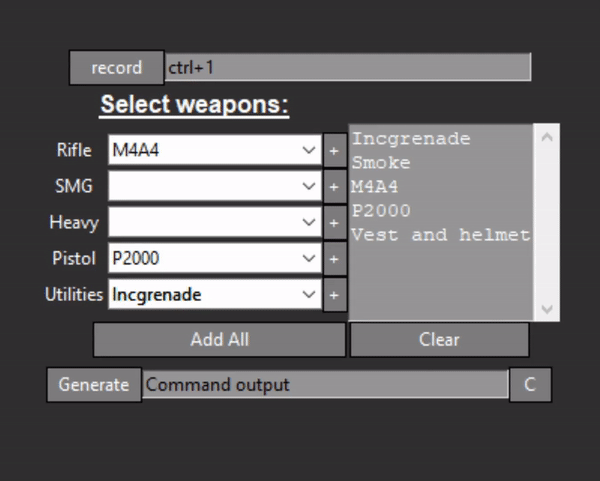 record ctrl+1
Select weapons:
Rifle M4A4 +
SMG +
Heavy +
Pistol P2000 +
Utilities Incgrenade +
Incgrenade
Smoke
M4A4
P2000
Vest and helmet
Add All Clear
Generate Command output C